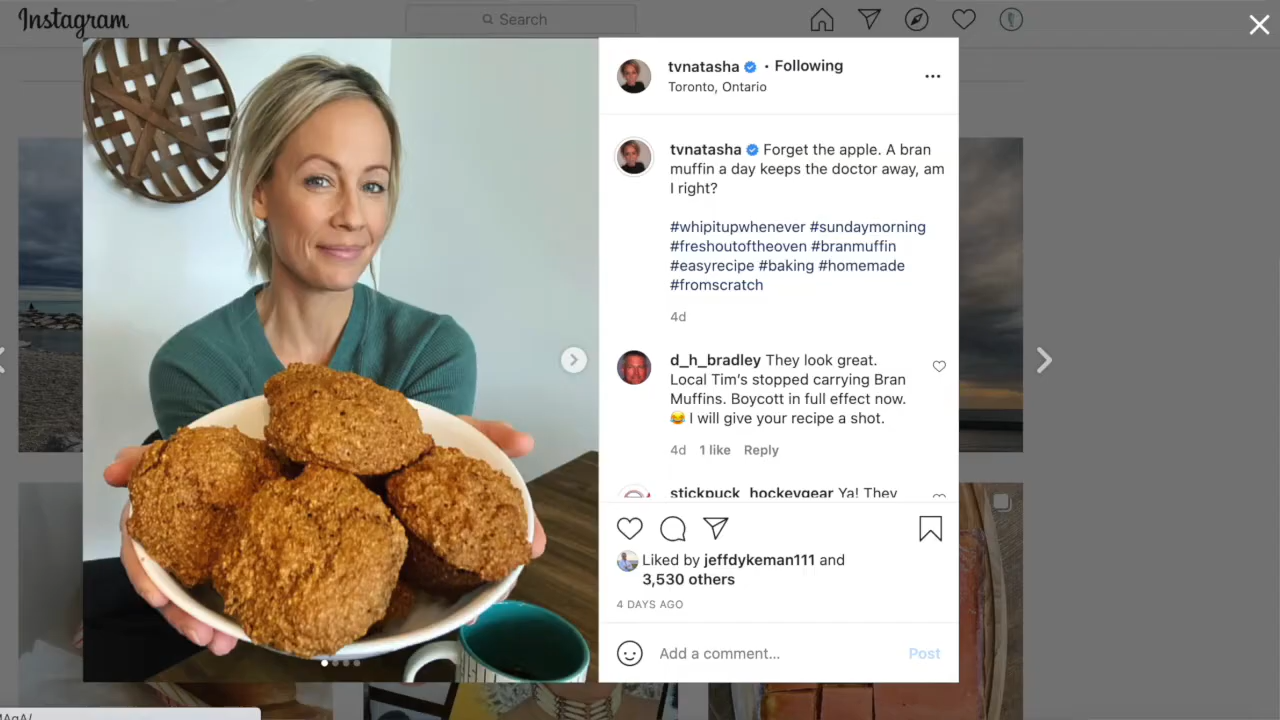 Instagram
Search
tvnatasha • Following
Toronto, Ontario
tvnatasha Forget the apple. A bran
muffin a day keeps the doctor away, am
I right?
#whipitupwhenever #sundaymorning
#freshoutoftheoven #branmuffin
#easyrecipe #baking #homemade
#fromscratch
4d
d_h_bradley They look great.
Local Tim's stopped carrying Bran
Muffins. Boycott in full effect now.
😂 I will give your recipe a shot.
4d 1 like Reply
stickpuck_hockeygear Ya! They
Liked by jeffdykeman111 and
3,530 others
4 DAYS AGO
Add a comment... Post